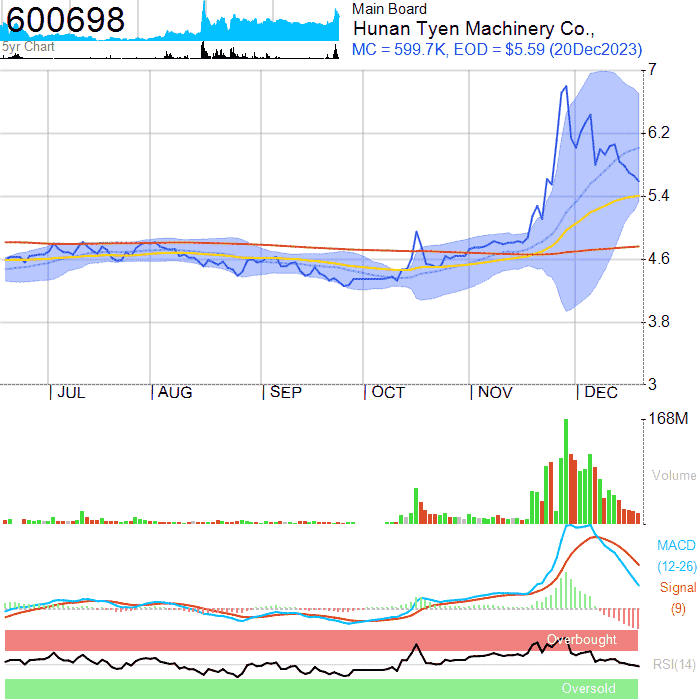 600698
5yr Chart
Main Board
Hunan Tyen Machinery Co.,
MC = 599.7K, EOD = $5.59 (20Dec2023)
7
6.2
5.4
4.6
3.8
3
JUL
AUG
SEP
OCT
NOV
DEC
168M
Volume
MACD
(12-26)
Signal
(9)
Overbought
RSI(14)
Oversold